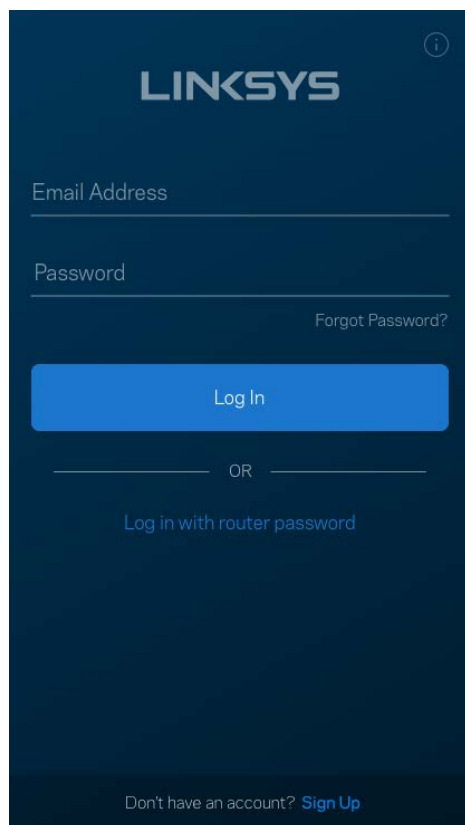 LINKSYS
Email Address
Password
Forgot Password?
Log In
OR
Log in with router password
Don't have an account? Sign Up